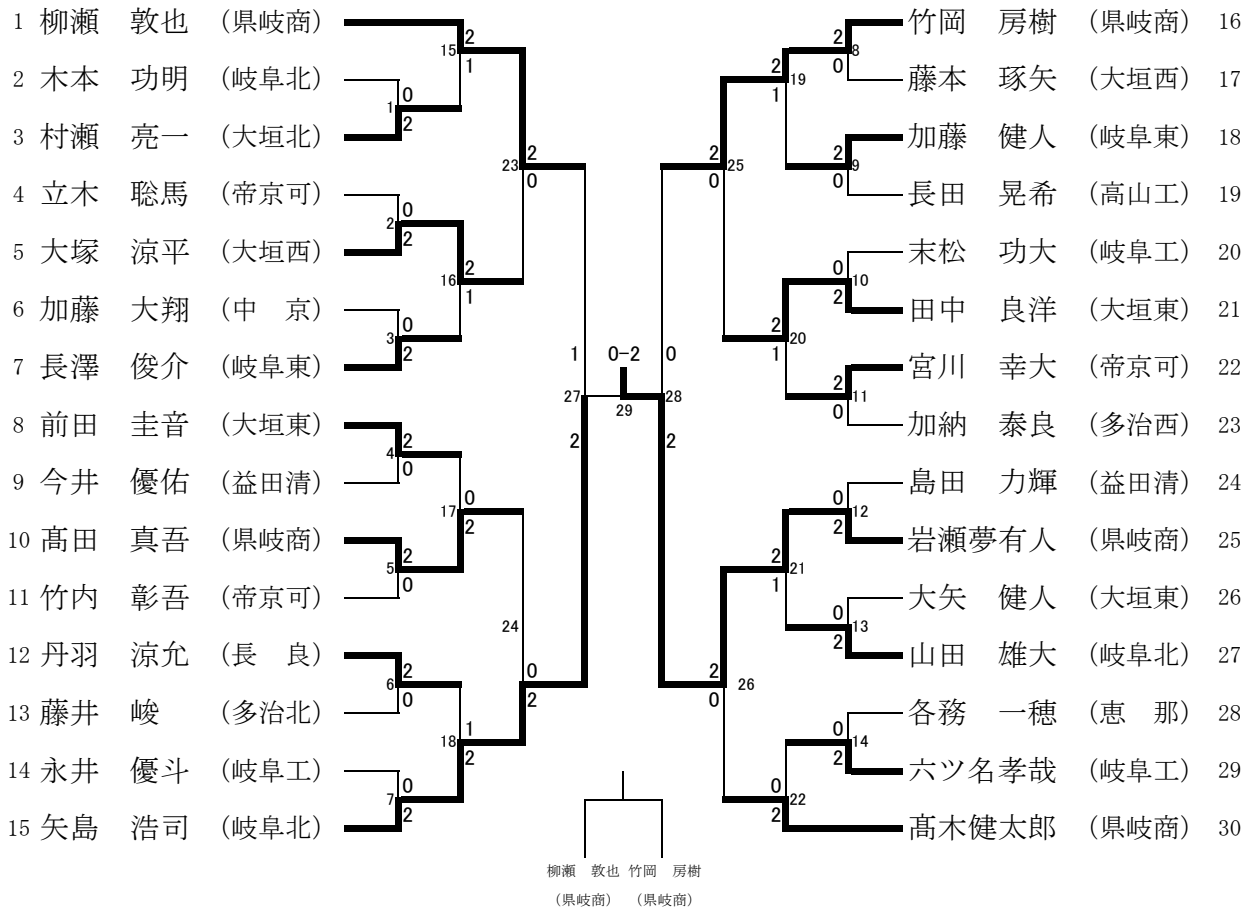 1 柳瀬 敦也 (県岐商)
2 木本 功明 (岐阜北)
3 村瀬 亮一 (大垣北)
4 立木 聡馬 (帝京可)
5 大塚 涼平 (大垣西)
6 加藤 大翔 (中 京)
7 長澤 俊介 (岐阜東)
8 前田 圭音 (大垣東)
9 今井 優佑 (益田清)
10 髙田 真吾 (県岐商)
11 竹内 彰吾 (帝京可)
12 丹羽 涼允 (長 良)
13 藤井 峻 (多治北)
14 永井 優斗 (岐阜工)
15 矢島 浩司 (岐阜北)
0
1
2
0
2
2
0
3
2
2
4
0
2
5
0
2
6
0
0
7
2
2
15
1
2
16
1
0
17
2
1
18
2
2
23
0
24
0
2
1
27
2
0-2
29
0
28
2
2
25
0
2
26
0
2
19
1
2
20
1
2
21
1
0
22
2
2
8
0
2
9
0
0
10
2
2
11
0
0
12
2
0
13
2
0
14
2
竹岡 房樹 (県岐商) 16
藤本 琢矢 (大垣西) 17
加藤 健人 (岐阜東) 18
長田 晃希 (高山工) 19
末松 功大 (岐阜工) 20
田中 良洋 (大垣東) 21
宮川 幸大 (帝京可) 22
加納 泰良 (多治西) 23
島田 力輝 (益田清) 24
岩瀬夢有人 (県岐商) 25
大矢 健人 (大垣東) 26
山田 雄大 (岐阜北) 27
各務 一穂 (恵 那) 28
六ツ名孝哉 (岐阜工) 29
髙木健太郎 (県岐商) 30
柳瀬 敦也 竹岡 房樹
(県岐商) (県岐商)